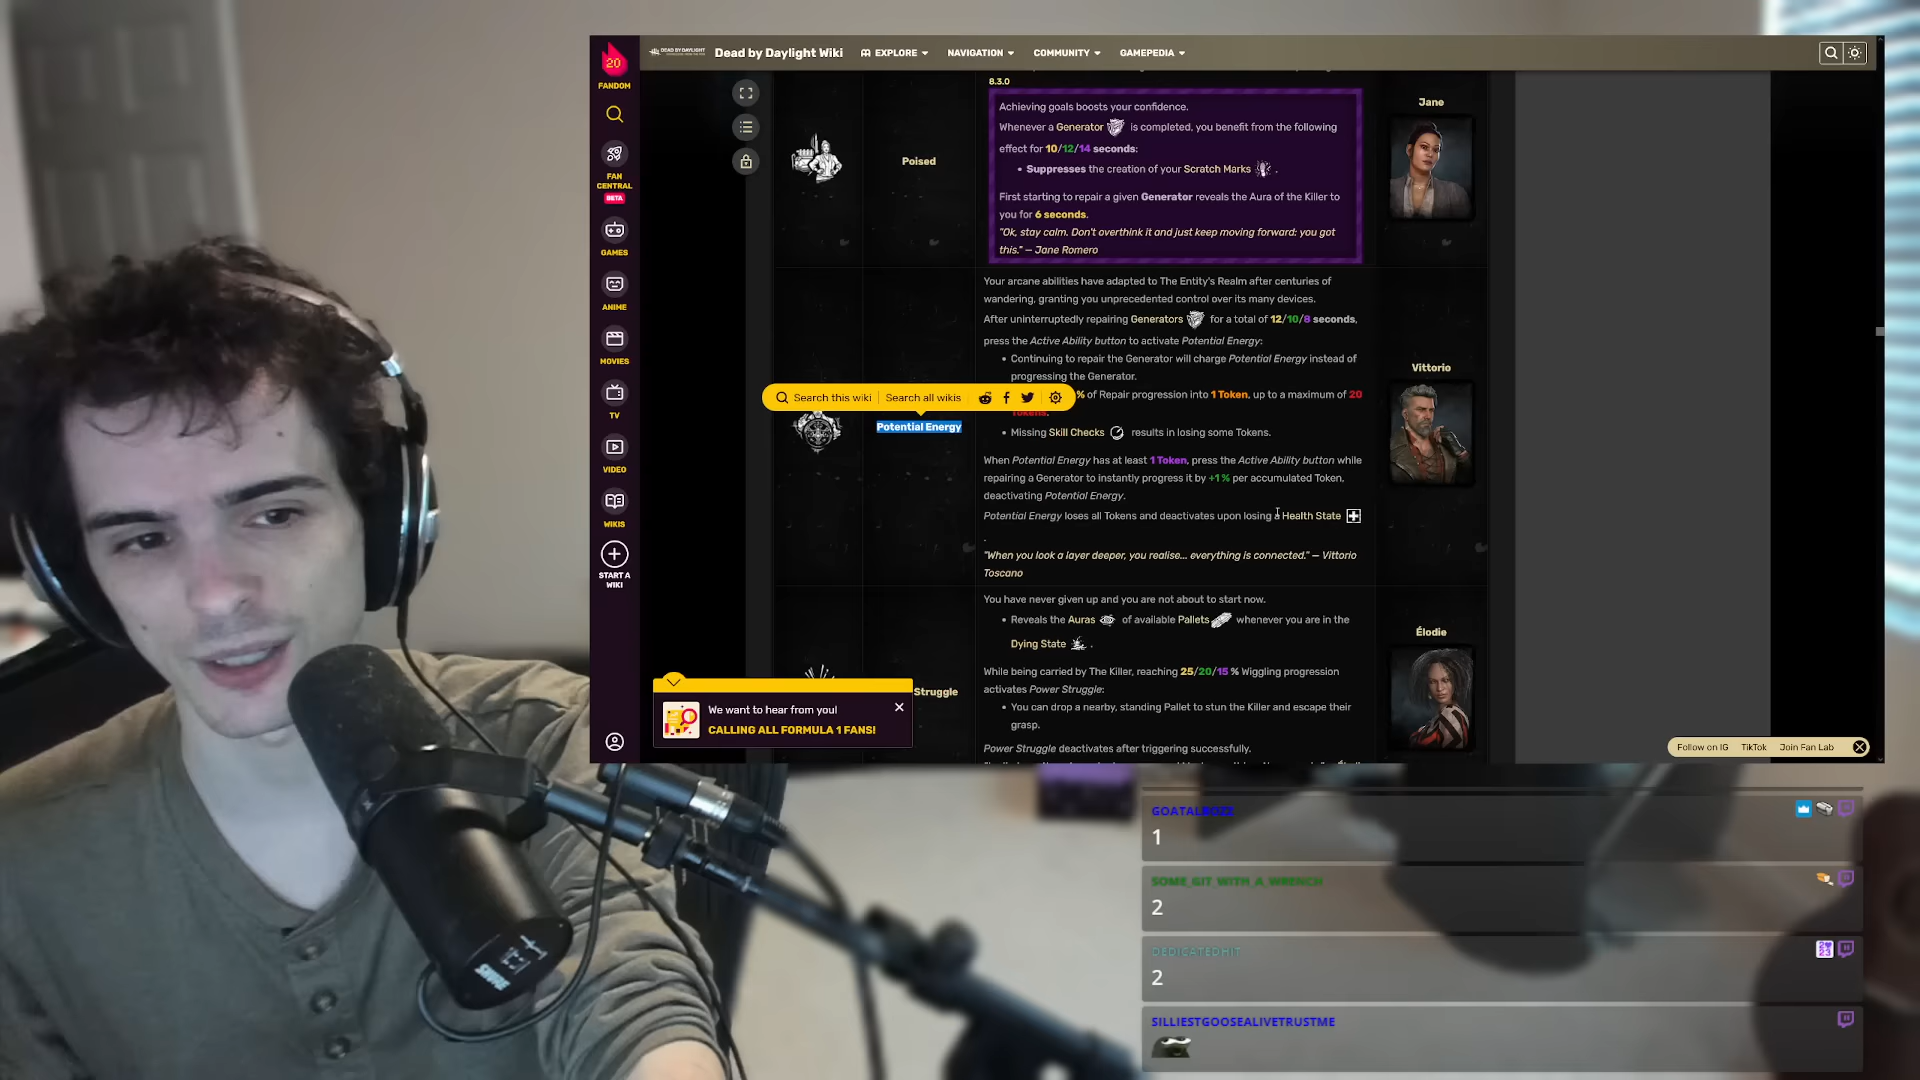 20
FANDOM
FAN
CENTRAL
BETA
GAMES
ANIME
MOVIES
TV
VIDEO
WIKIS
START A
WIKI
Dead by Daylight Wiki
EXPLORE
NAVIGATION
COMMUNITY
GAMEPEDIA
8.3.0
Poised
Achieving goals boosts your confidence.
Whenever a Generator is completed, you benefit from the following
effect for 10/12/14 seconds:
• Suppresses the creation of your Scratch Marks .
First starting to repair a given Generator reveals the Aura of the Killer to
you for 6 seconds.
"Ok, stay calm. Don't overthink it and just keep moving forward: you got
this." — Jane Romero
Jane
Search this wiki
Search all wikis
Potential Energy
Your arcane abilities have adapted to The Entity's Realm after centuries of
wandering, granting you unprecedented control over its many devices.
After uninterruptedly repairing Generators for a total of 12/10/8 seconds,
press the Active Ability button to activate Potential Energy:
• Continuing to repair the Generator will charge Potential Energy instead of
progressing the Generator.
% of Repair progression into 1 Token, up to a maximum of 20
Tokens.
• Missing Skill Checks results in losing some Tokens.
When Potential Energy has at least 1 Token, press the Active Ability button while
repairing a Generator to instantly progress it by +1 % per accumulated Token,
deactivating Potential Energy.
Potential Energy loses all Tokens and deactivates upon losing a Health State
.
"When you look a layer deeper, you realise... everything is connected." — Vittorio
Toscano
Vittorio
Struggle
You have never given up and you are not about to start now.
• Reveals the Auras of available Pallets whenever you are in the
Dying State .
While being carried by The Killer, reaching 25/20/15 % Wiggling progression
activates Power Struggle:
• You can drop a nearby, standing Pallet to stun the Killer and escape their
grasp.
Power Struggle deactivates after triggering successfully.
Élodie
We want to hear from you!
CALLING ALL FORMULA 1 FANS!
Follow on IG
TikTok
Join Fan Lab
GOATALBOZZ
1
SOME_GIT_WITH_A_WRENCH
2
DEDICATEDHIT
2
SILLIESTGOOSEALIVETRUSTME